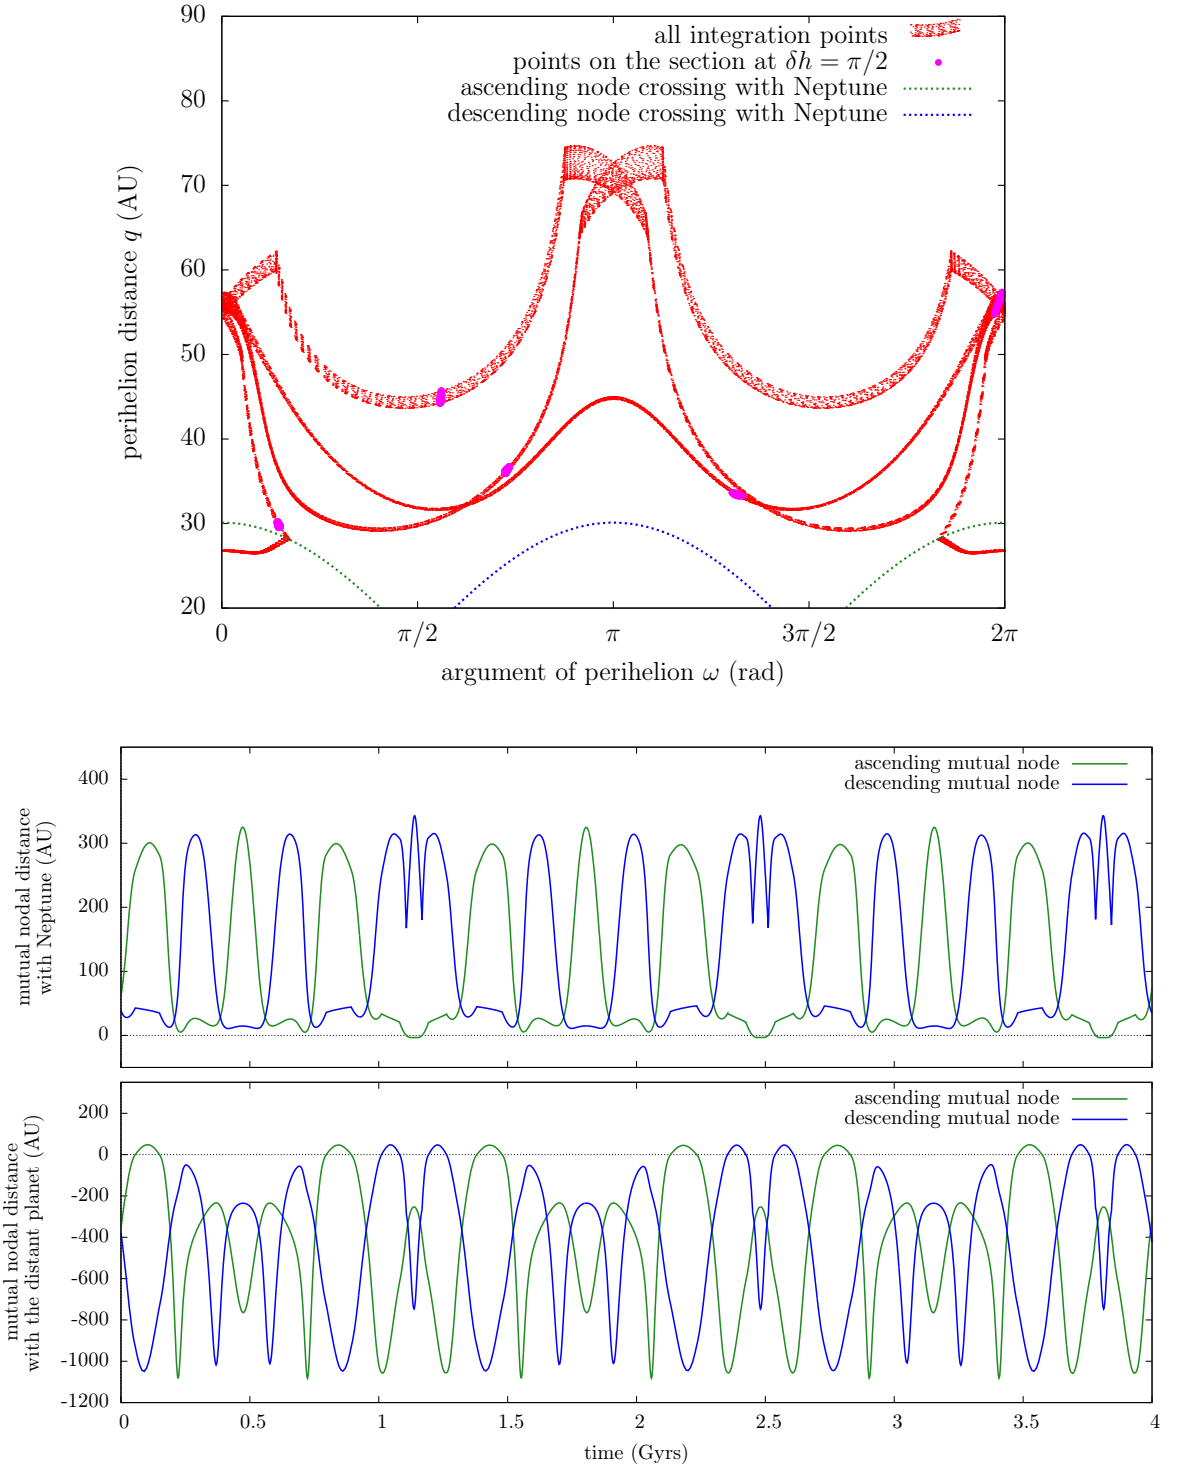 90
80
70
60
50
40
30
20
perihelion distance q (AU)
all integration points
points on the section at δh = π/2
ascending node crossing with Neptune
descending node crossing with Neptune
0
π/2
π
3π/2
2π
argument of perihelion ω (rad)
400
300
200
100
0
mutual nodal distance
with Neptune (AU)
ascending mutual node
descending mutual node
200
0
-200
-400
-600
-800
-1000
-1200
mutual nodal distance
with the distant planet (AU)
ascending mutual node
descending mutual node
0
0.5
1
1.5
2
2.5
3
3.5
4
time (Gyrs)